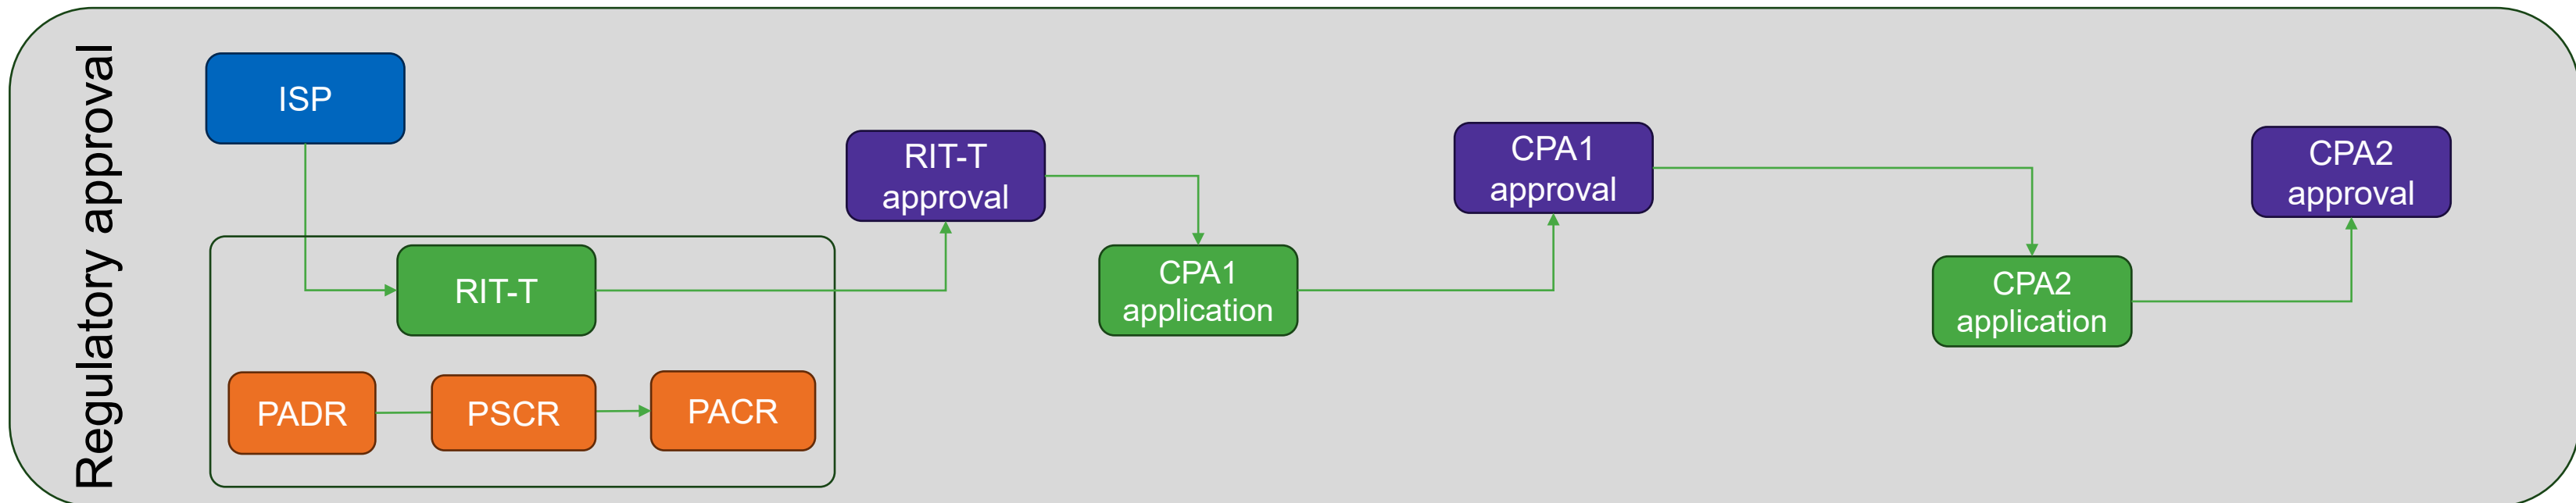 Regulatory approval
ISP
RIT-T
PADR
PSCR
PACR
RIT-T
approval
CPA1
application
CPA1
approval
CPA2
application
CPA2
approval